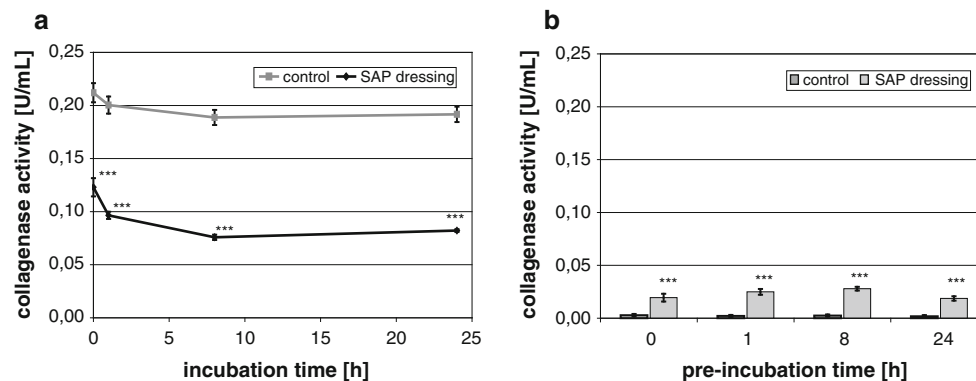 a
collagenase activity [U/mL]
0,25
0,20
0,15
0,10
0,05
0,00
control SAP dressing
***
***
***
***
0 5 10 15 20 25
incubation time [h]
b
collagenase activity [U/mL]
0,25
0,20
0,15
0,10
0,05
0,00
control SAP dressing
*** *** *** ***
0 1 8 24
pre-incubation time [h]